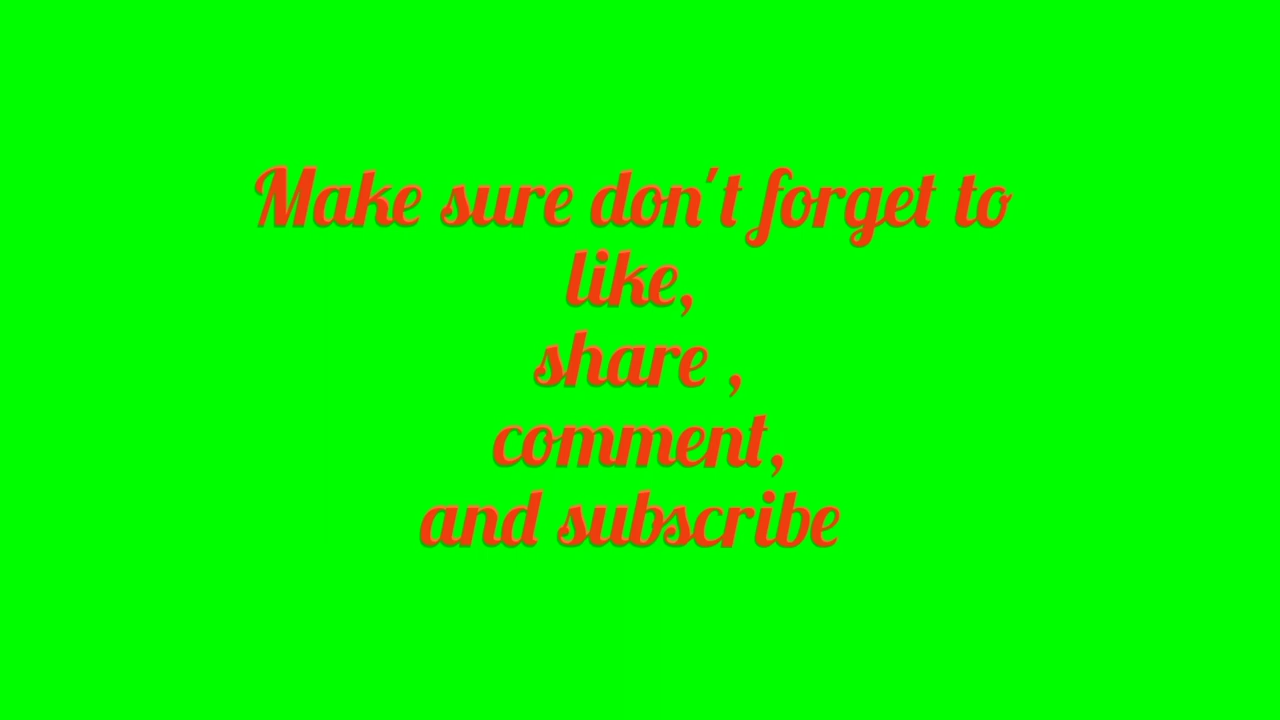 Make sure don't forget to
like,
share ,
comment,
and subscribe